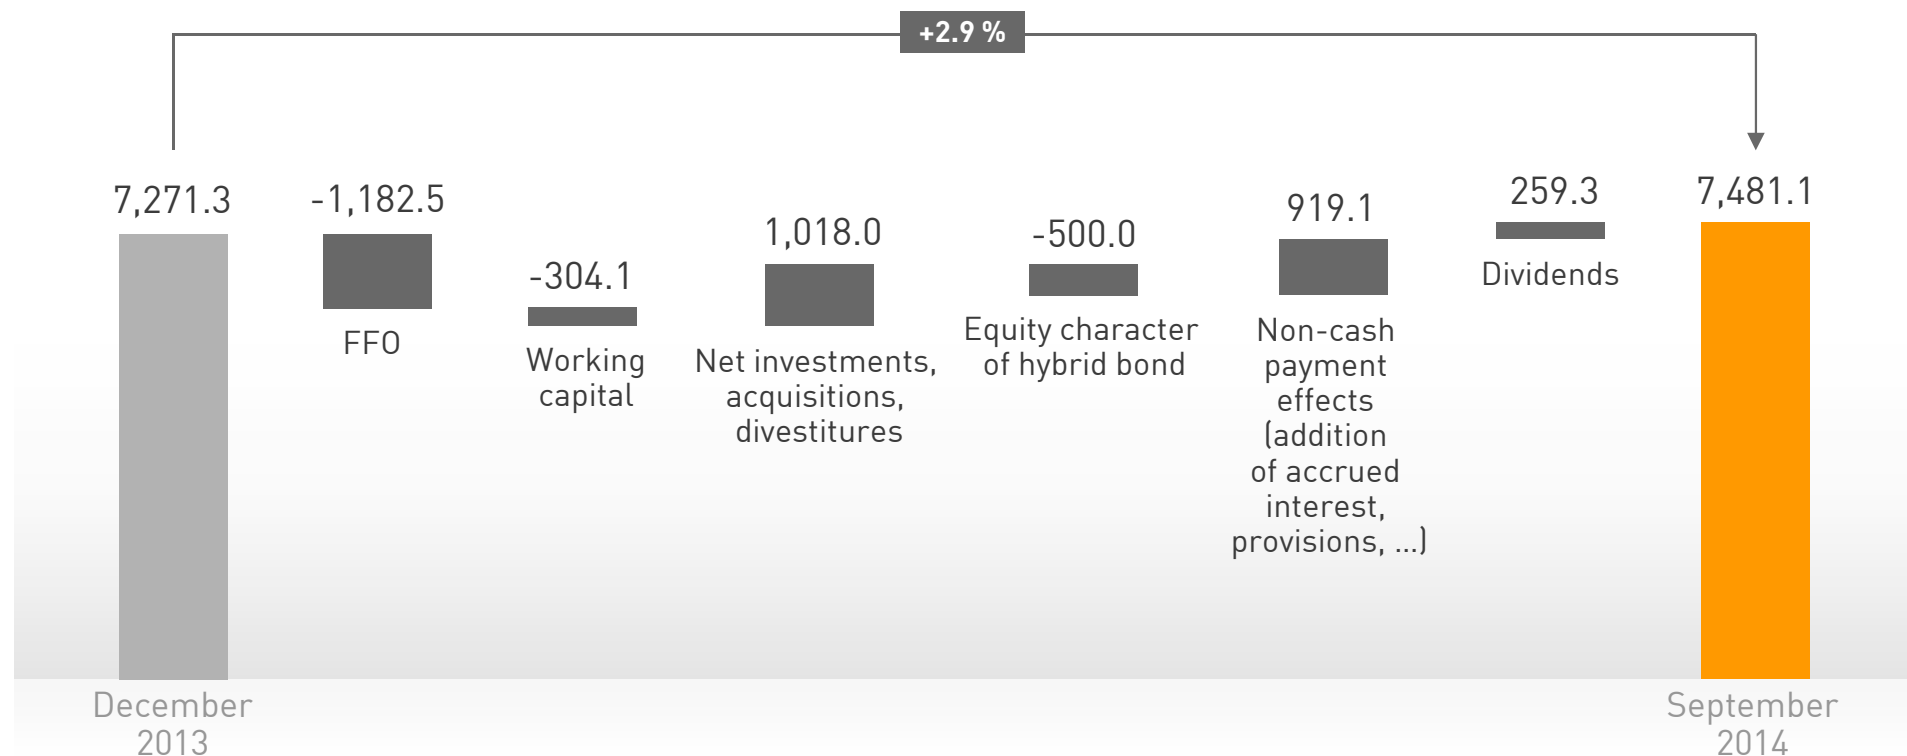 +2.9 %
7,271.3
-1,182.5
-304.1
1,018.0
-500.0
919.1
259.3
7,481.1
FFO
Working
capital
Net investments,
acquisitions,
divestitures
Equity character
of hybrid bond
Non-cash
payment
effects
(addition
of accrued
interest,
provisions, ...)
Dividends
December
2013
September
2014